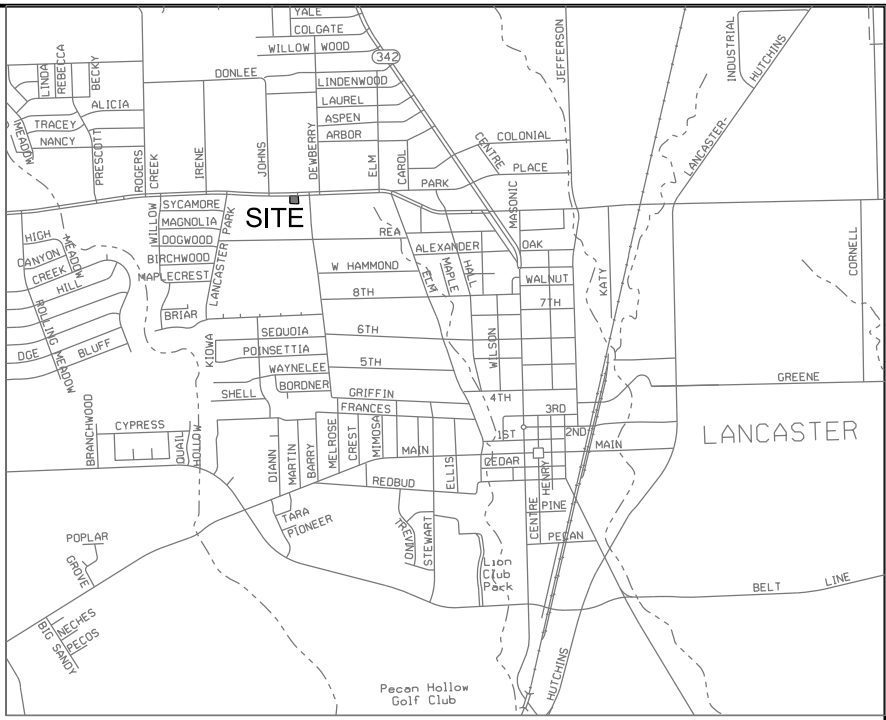 YALE
COLGATE
WILLOW WOOD
342
DONLEE
LINDENWOOD
LAUREL
ASPEN
ARBOR
LINDA
REBECCA
BECKY
ALICIA
TRACEY
NANCY
MEADOW
PRESCOTT
ROGERS
CREEK
IRENE
JOHNS
DEWBERRY
ELM
CAROL
JEFFERSON
INDUSTRIAL
HUTCHINS
LANCASTER-
COLONIAL
CENTRE
PLACE
PARK
MASONIC
SITE
WILLOW
SYCAMORE
MAGNOLIA
DOGWOOD
BIRCHWOOD
MAPLECREST
LANCASTER PARK
BRIAR
HIGH
MEADOW
CANYON
CREEK
HILL
ROLLING MEADOW
DGE
BLUFF
REA
ALEXANDER
OAK
W HAMMOND
ELM
MAPLE
HALL
WALNUT
8TH
7TH
KATY
CORNELL
KIOWA
SEQUOIA
6TH
POINSETTIA
WILSON
5TH
WAYNELEE
BORDNER
SHELL
GRIFFIN
4TH
GREENE
FRANCES
3RD
BRANCHWOOD
CYPRESS
QUAIL
HOLLOW
DIANN
MARTIN
BARRY
MELROSE
CREST
MIMOSA
MAIN
ELLIS
1ST
2ND
MAIN
LANCASTER
CEDAR
HENRY
REDBUD
CENTRE
PINE
PECAN
TARA
PIONEER
TREVINO
STEWART
POPLAR
GROVE
Lion
Club
Park
BELT LINE
NECHES
PECOS
BIG SANDY
HUTCHINS
Pecan Hollow
Golf Club